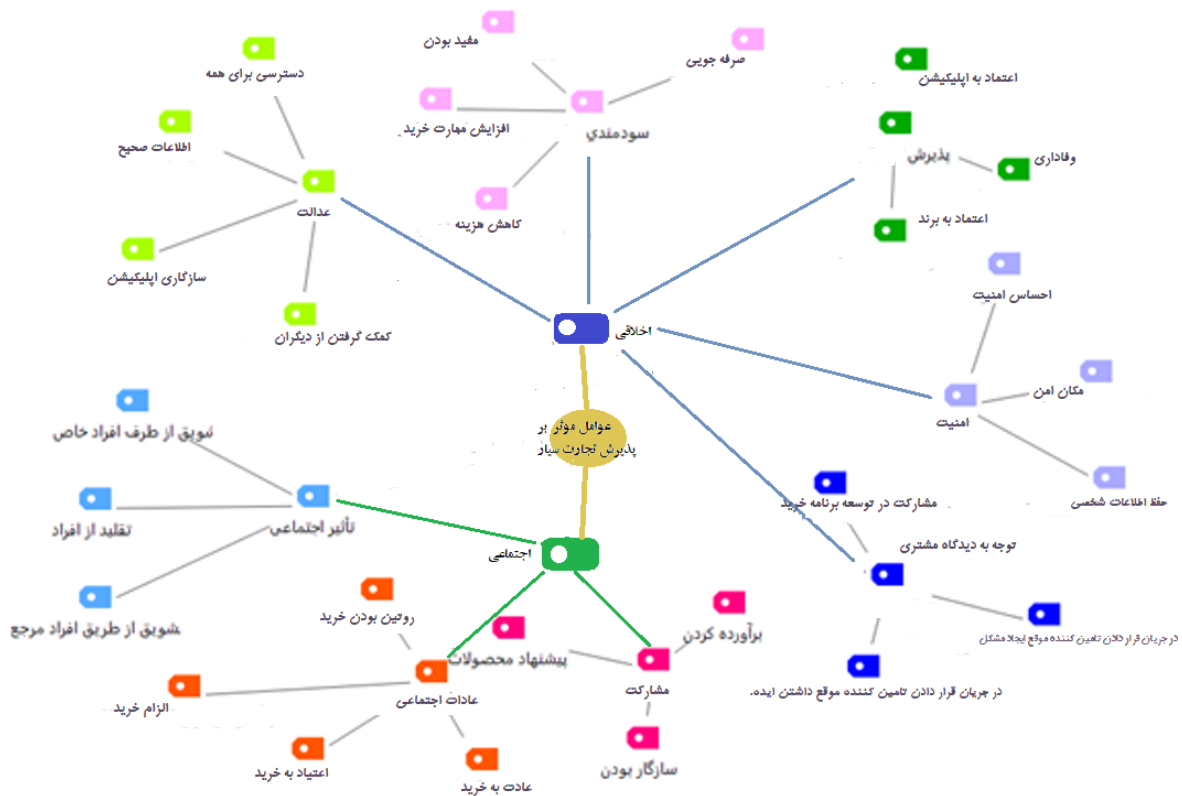 مفید بودن
صرفه جویی
سودمندي
افزایش مهارت خرید
کاهش هزینه
دسترسی برای همه
اطلاعات صحیح
عدالت
سازگاری اپلیکیشن
کمک گرفتن از دیگران
اعتماد به اپلیکیشن
پذیرش
وفاداری
اعتماد به برند
احساس امنیت
مکان امن
امنیت
حفظ اطلاعات شخصی
اخلاقی
عوامل موثر بر
پذیرش تجارت سیار
مشارکت در توسعه برنامه خرید
توجه به دیدگاه مشتری
در جریان قرار دادن تامین کننده موقع ایجاد مشکل
در جریان قرار دادن تامین کننده موقع داشتن ایده.
اجتماعی
تشویق از طرف افراد خاص
تقلید از افراد
تأثیر اجتماعی
شویق از طریق افراد مرجع
روتین بودن خرید
الزام خرید
عادات اجتماعی
اعتیاد به خرید
عادت به خرید
برآورده کردن
پیشنهاد محصولات
مشارکت
سازگار بودن